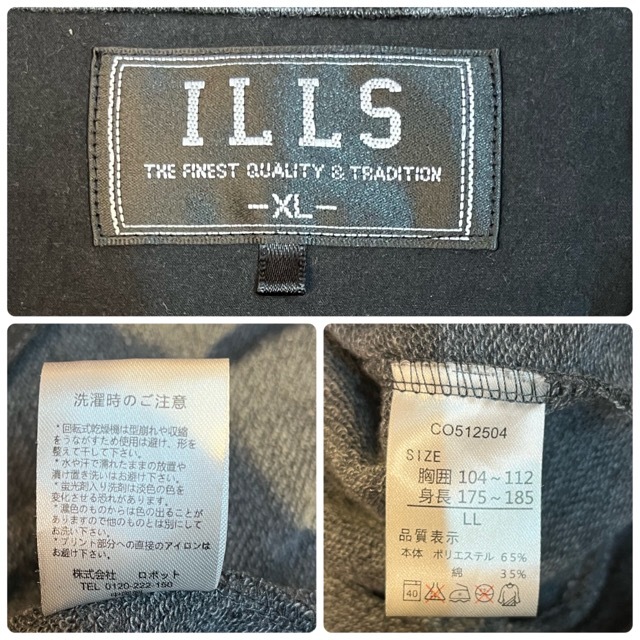 ILLS
THE FINEST QUALITY & TRADITION
-XL-
洗濯時のご注意
*回転式乾燥機は型崩れや収縮
をうながすため使用は避け、形を
整えて干して下さい。
*水や汗で濡れたままの放置や
漬け置き洗いはお避け下さい。
*蛍光剤入り洗剤は淡色の色を
変化させる恐れがあります。
*濃色のものからは色の出ることが
ありますので他のものとは別にして
お洗い下さい。
*プリント部分への直接のアイロンは
お避け下さい。
株式会社 ロボット
TEL 0120-222-180
CO512504
SIZE
胸囲 104~112
身長 175~185
LL
品質表示
本体 ポリエステル 65%
綿 35%
40